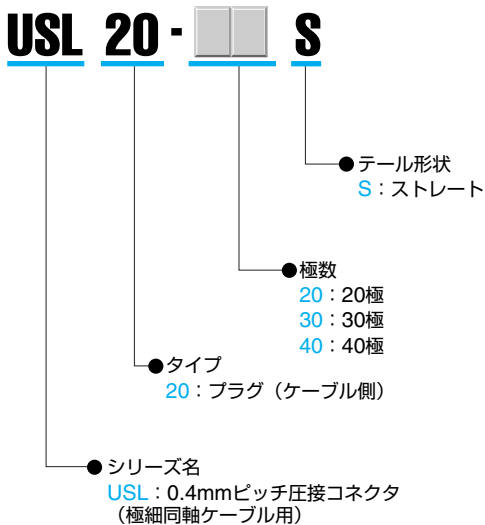 USL 20 - S
テール形状
S：ストレート
極数
20：20極
30：30極
40：40極
タイプ
20：プラグ（ケーブル側）
シリーズ名
USL：0.4mmピッチ圧接コネクタ
（極細同軸ケーブル用）